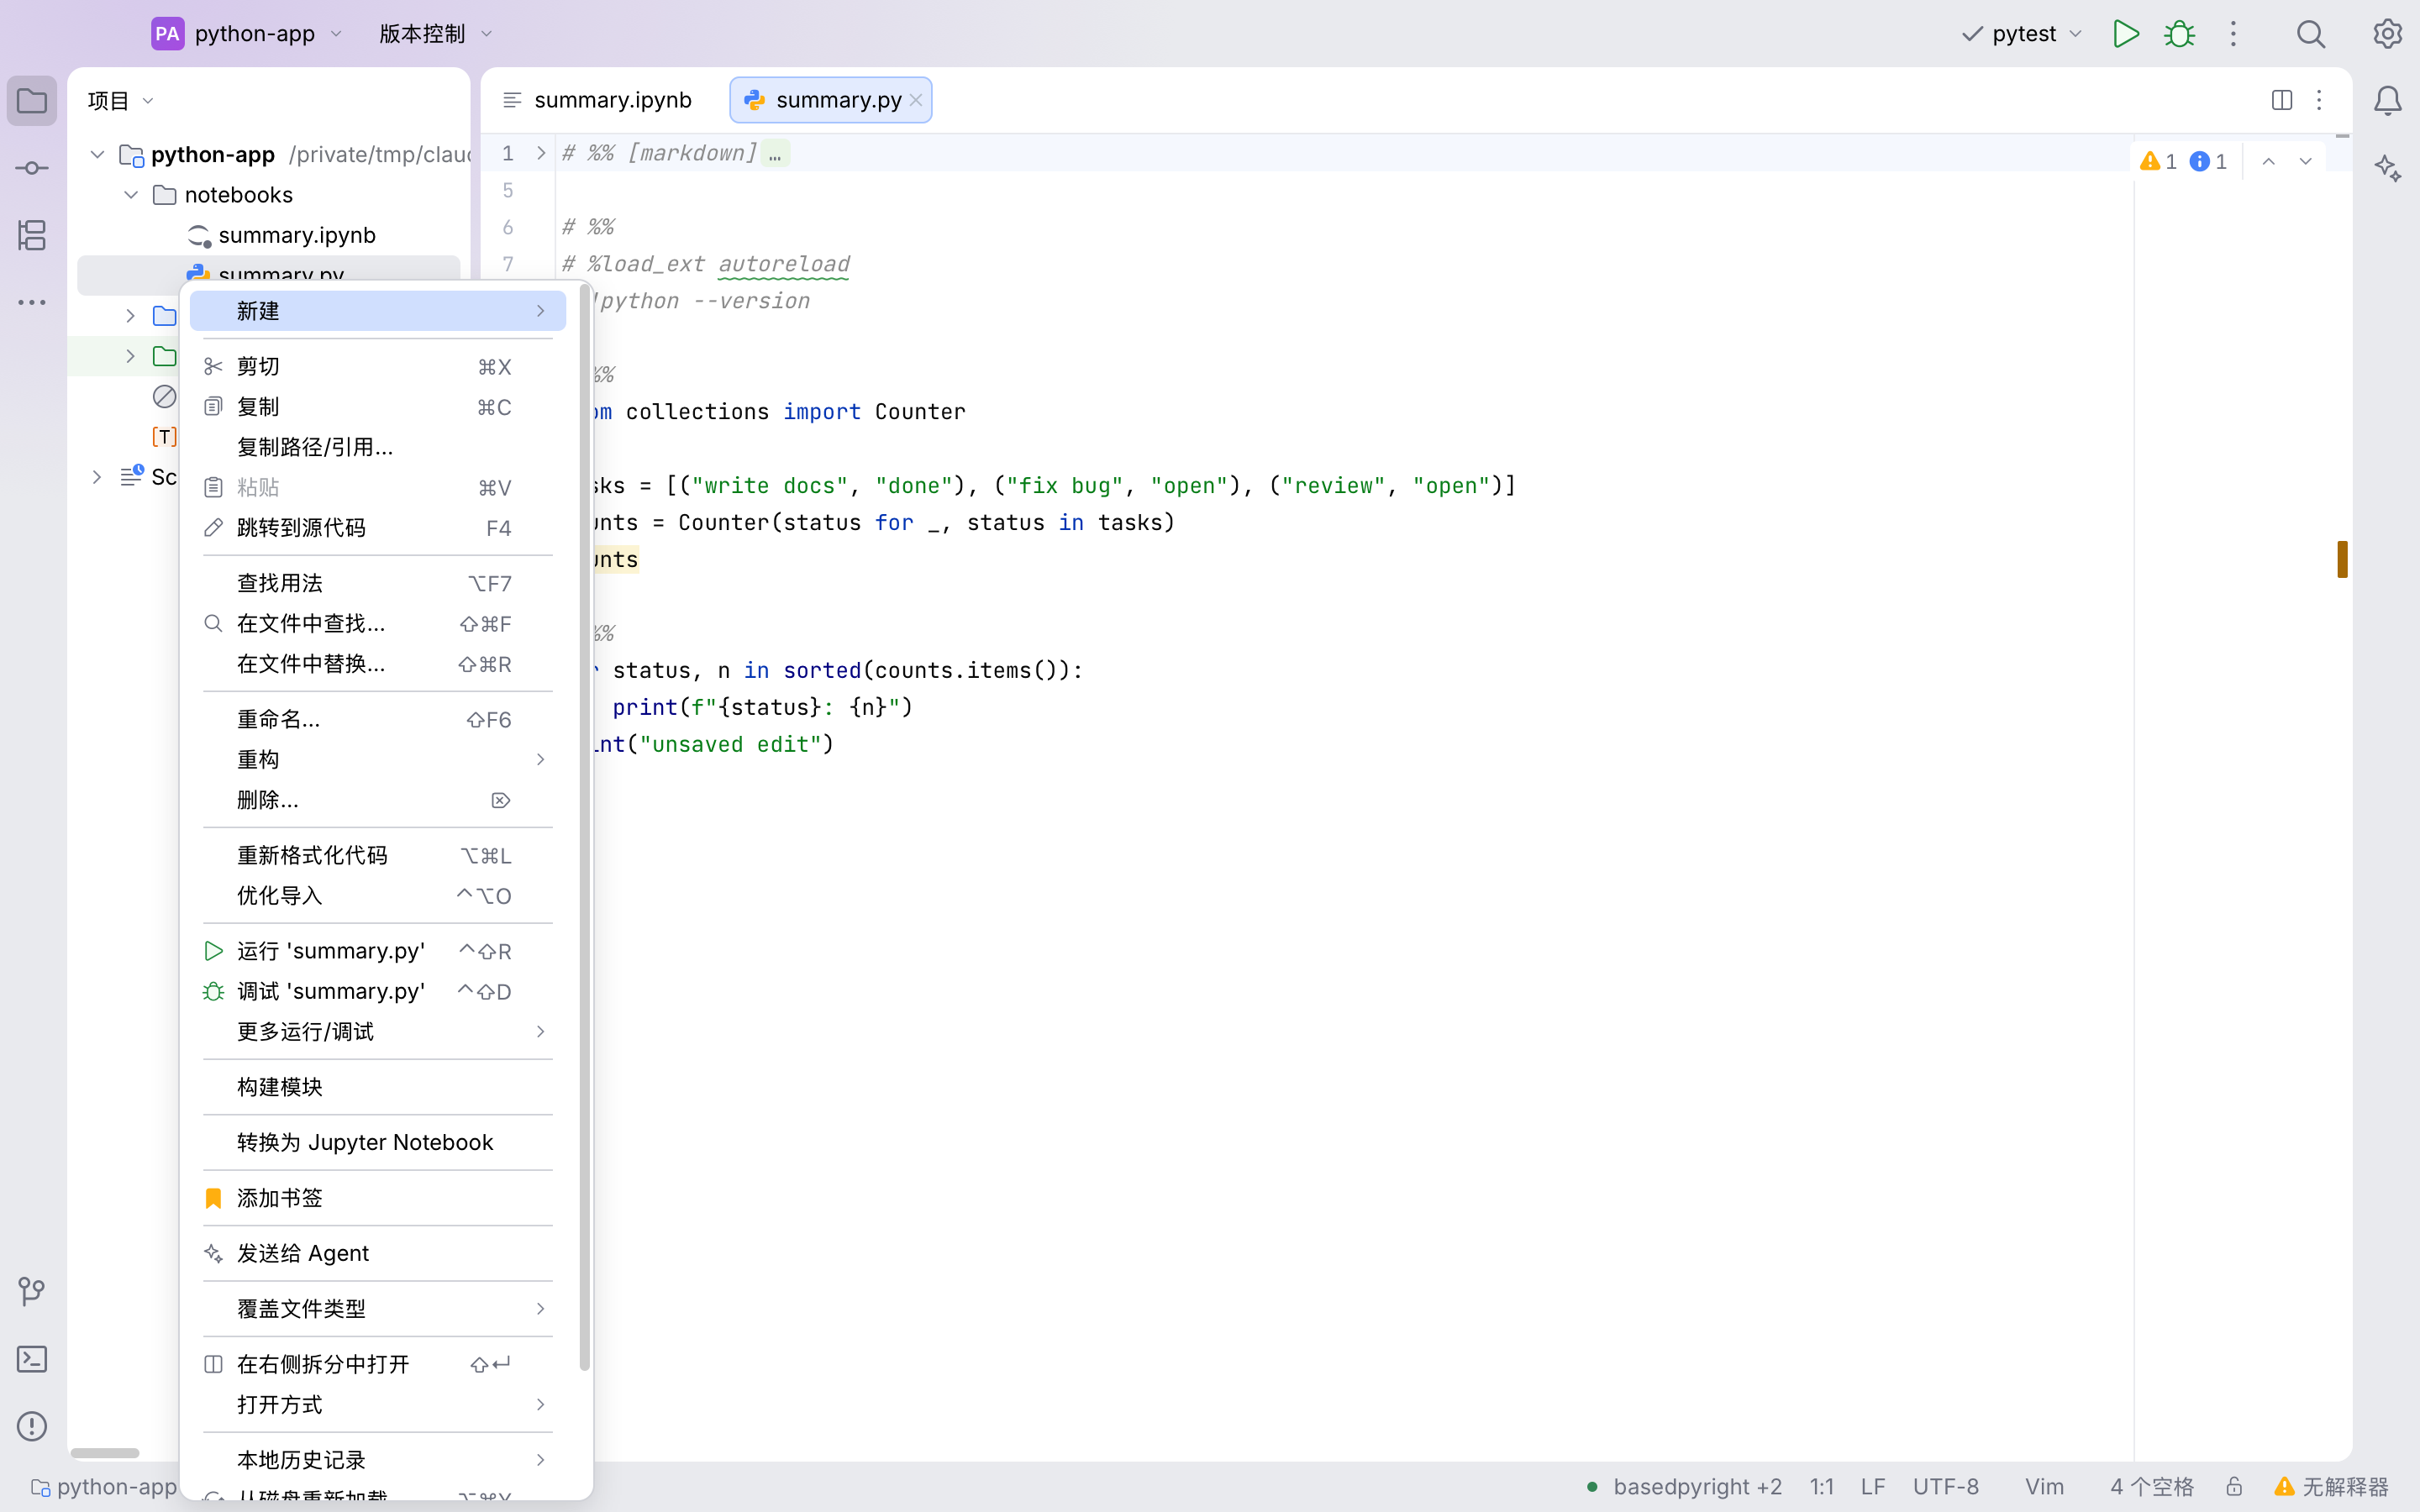 PA python-app 版本控制 pytest
项目
summary.ipynb summary.py
python-app /private/tmp/clau
notebooks
summary.ipynb
summary.py
[T]
Sc
1 # %% [markdown]...
5
6 # %%
7 # %load_ext autoreload
!python --version
%%
om collections import Counter
sks = [("write docs", "done"), ("fix bug", "open"), ("review", "open")]
unts = Counter(status for _, status in tasks)
unts
%%
r status, n in sorted(counts.items()):
print(f"{status}: {n}")
int("unsaved edit")
1 1
新建
剪切 ⌘X
复制 ⌘C
复制路径/引用...
粘贴 ⌘V
跳转到源代码 F4
查找用法 ⌥F7
在文件中查找... ⇧⌘F
在文件中替换... ⇧⌘R
重命名... ⇧F6
重构
删除... ⌦
重新格式化代码 ⌥⌘L
优化导入 ^⌥O
运行 'summary.py' ^⇧R
调试 'summary.py' ^⇧D
更多运行/调试
构建模块
转换为 Jupyter Notebook
添加书签
发送给 Agent
覆盖文件类型
在右侧拆分中打开 ⇧↩
打开方式
本地历史记录
从磁盘重新加载 ⌥⌘Y
python-app basedpyright +2 1:1 LF UTF-8 Vim 4 个空格 无解释器